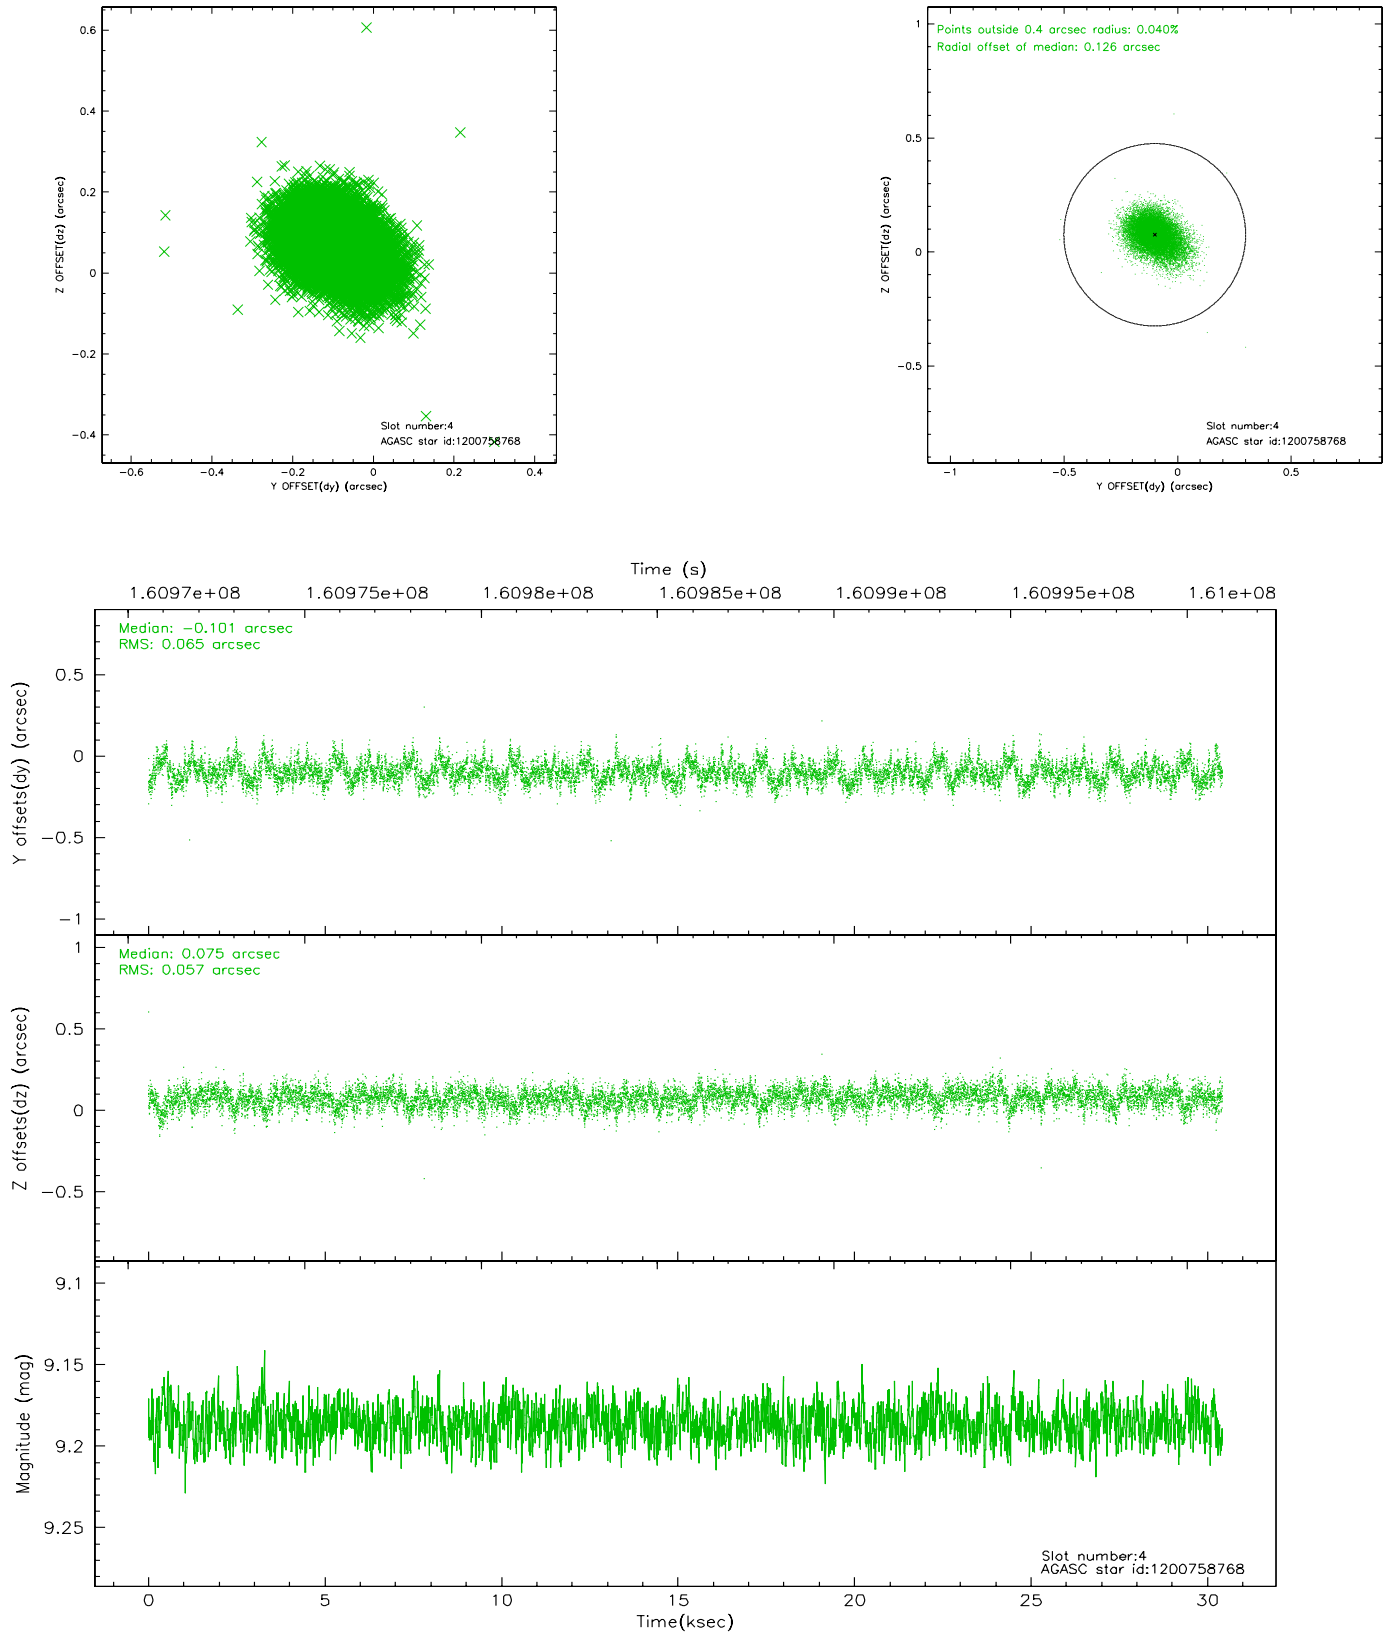 0.6
0.4
0.2
0
−0.2
−0.4
Z OFFSET(dz) (arcsec)
Slot number:4
AGASC star id:1200758768
−0.6 −0.4 −0.2 0 0.2 0.4
Y OFFSET(dy) (arcsec)
Points outside 0.4 arcsec radius: 0.040%
Radial offset of median: 0.126 arcsec
1
0.5
0
−0.5
Z OFFSET(dz) (arcsec)
Slot number:4
AGASC star id:1200758768
−1 −0.5 0 0.5
Y OFFSET(dy) (arcsec)
Time (s)
1.6097e+08 1.60975e+08 1.6098e+08 1.60985e+08 1.6099e+08 1.60995e+08 1.61e+08
Median: −0.101 arcsec
RMS: 0.065 arcsec
0.5
0
−0.5
−1
Y offsets(dy) (arcsec)
Median: 0.075 arcsec
RMS: 0.057 arcsec
1
0.5
0
−0.5
Z offsets(dz) (arcsec)
9.1
9.15
9.2
9.25
Magnitude (mag)
Slot number:4
AGASC star id:1200758768
0 5 10 15 20 25 30
Time(ksec)